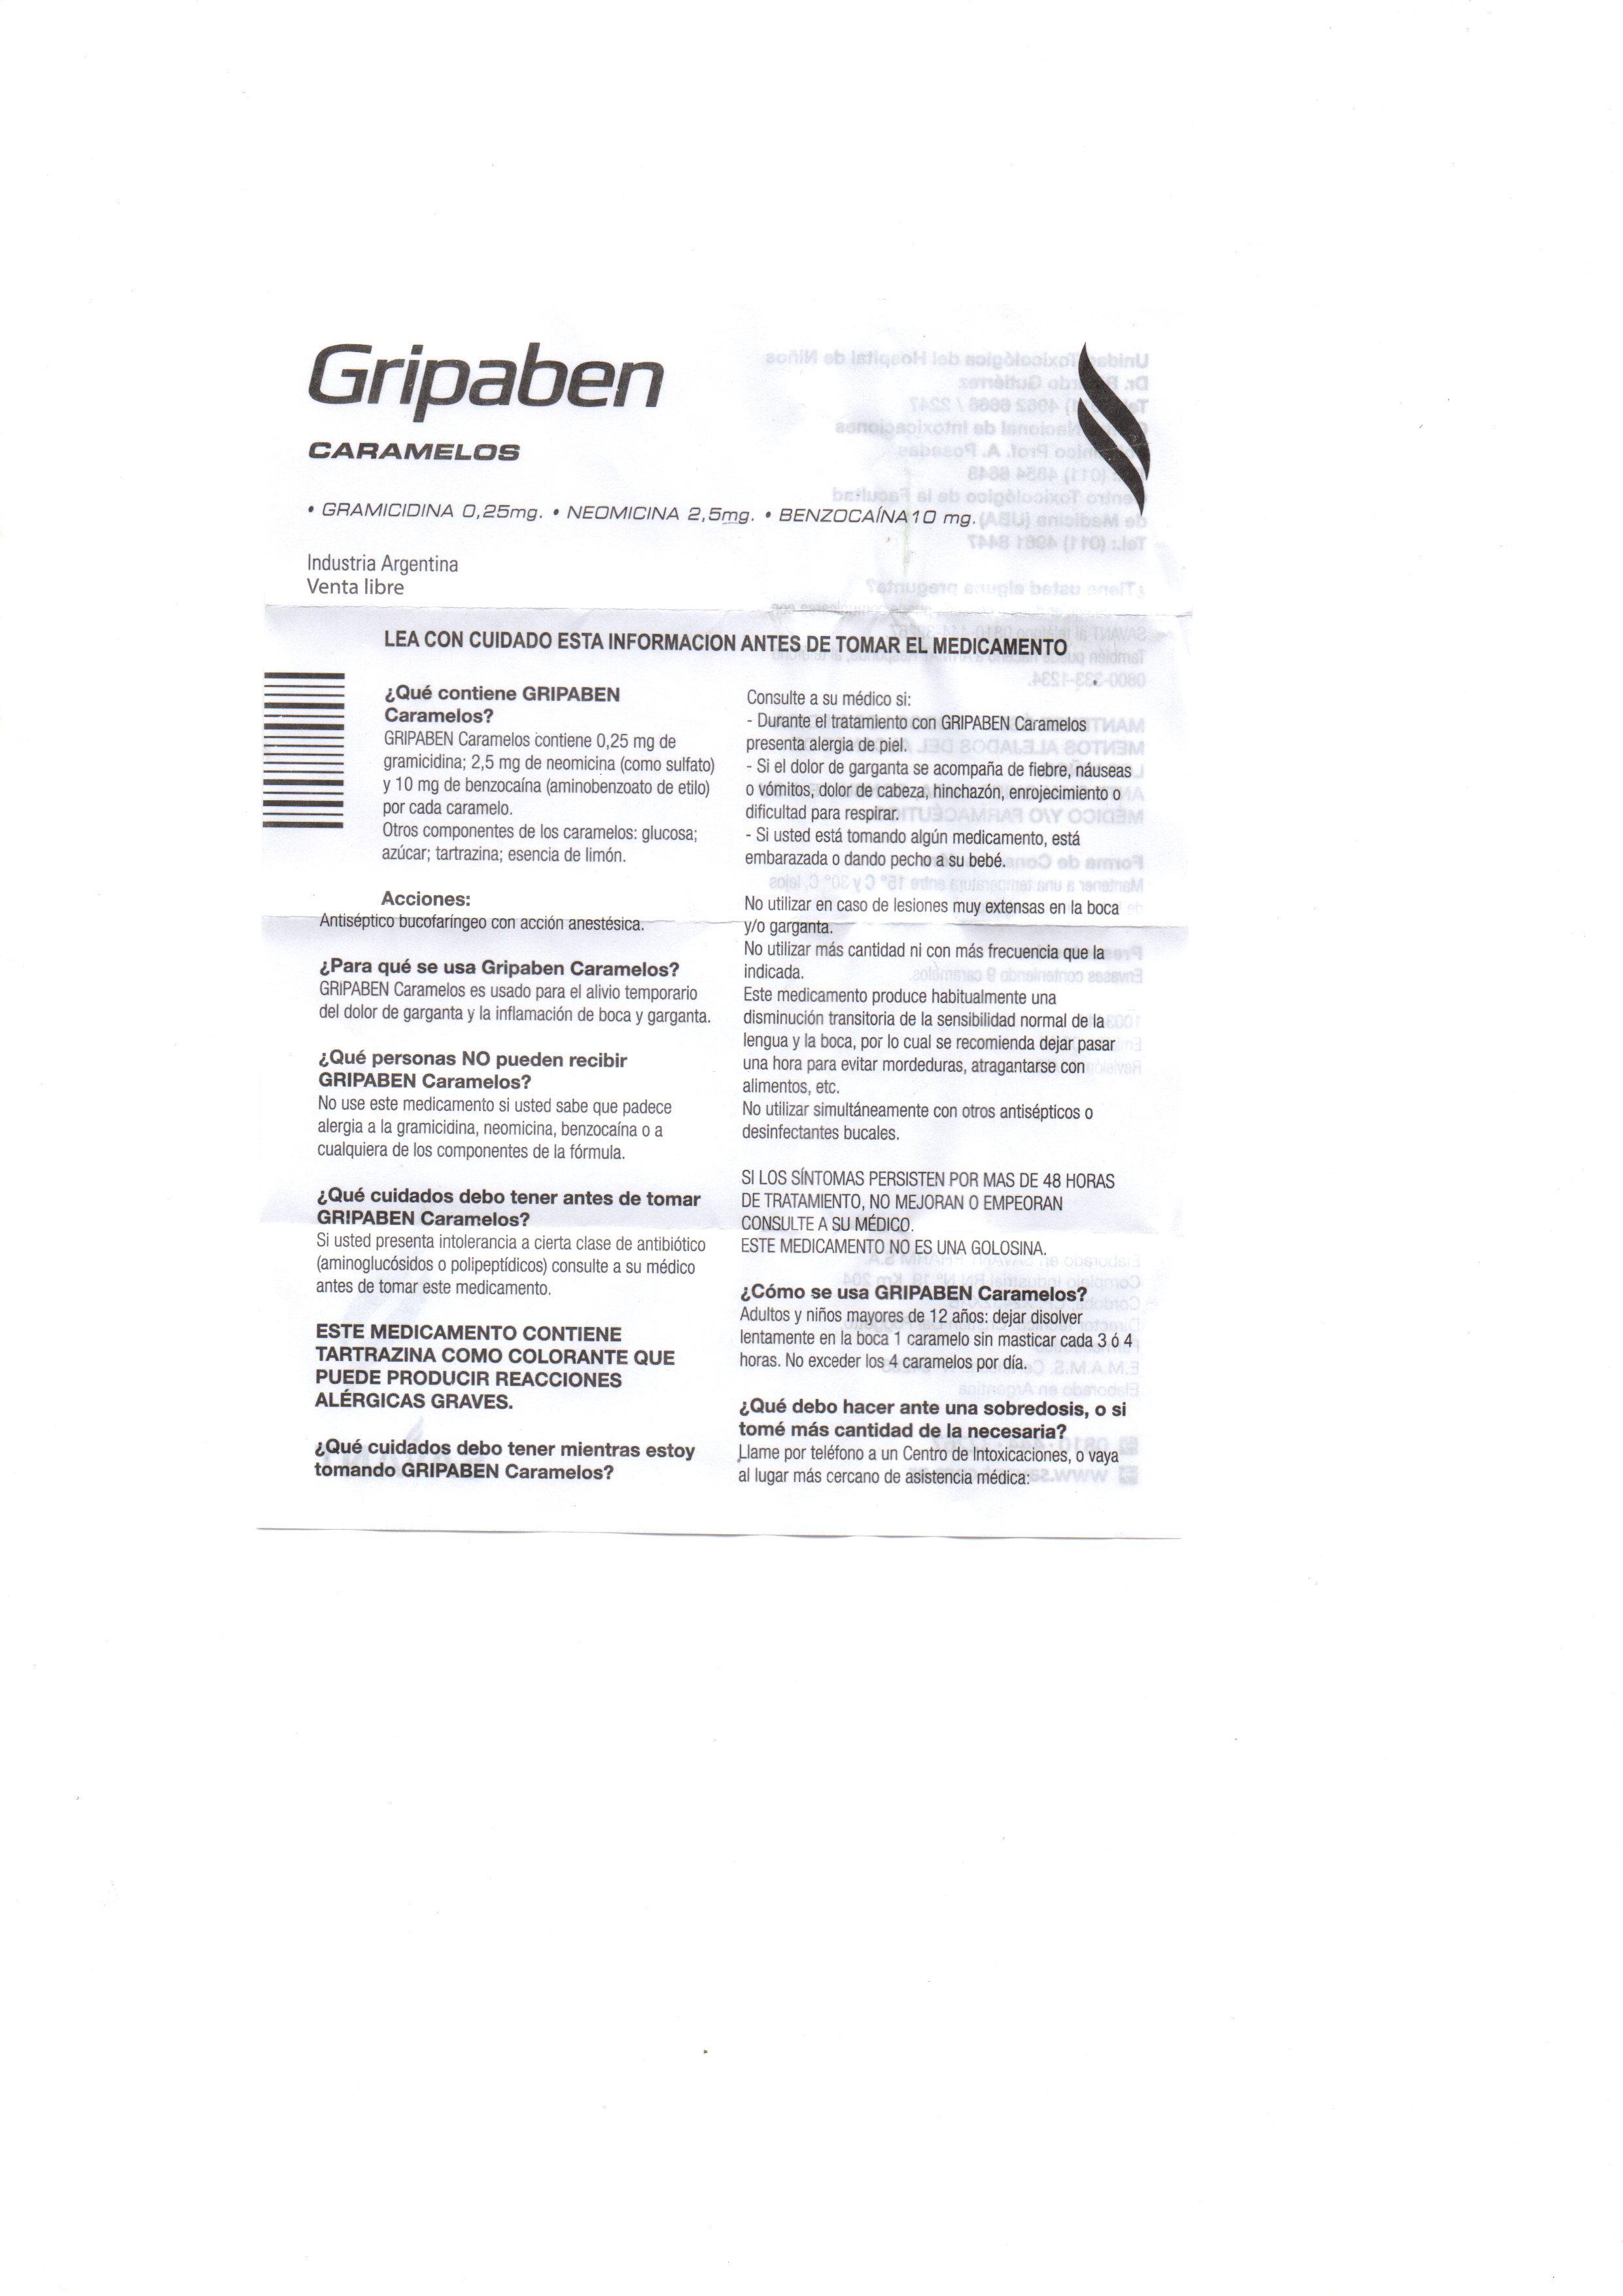 Gripaben
CARAMELOS
• GRAMICIDINA 0,25mg. • NEOMICINA 2,5mg. • BENZOCAÍNA 10 mg.
Industria Argentina
Venta libre
LEA CON CUIDADO ESTA INFORMACION ANTES DE TOMAR EL MEDICAMENTO
¿Qué contiene GRIPABEN
Caramelos?
GRIPABEN Caramelos contiene 0,25 mg de
gramicidina; 2,5 mg de neomicina (como sulfato)
y 10 mg de benzocaína (aminobenzoato de etilo)
por cada caramelo.
Otros componentes de los caramelos: glucosa;
azúcar; tartrazina; esencia de limón.
Acciones:
Antiséptico bucofaríngeo con acción anestésica.
¿Para qué se usa Gripaben Caramelos?
GRIPABEN Caramelos es usado para el alivio temporario
del dolor de garganta y la inflamación de boca y garganta.
¿Qué personas NO pueden recibir
GRIPABEN Caramelos?
No use este medicamento si usted sabe que padece
alergia a la gramicidina, neomicina, benzocaína o a
cualquiera de los componentes de la fórmula.
¿Qué cuidados debo tener antes de tomar
GRIPABEN Caramelos?
Si usted presenta intolerancia a cierta clase de antibiótico
(aminoglucósidos o polipeptídicos) consulte a su médico
antes de tomar este medicamento.
ESTE MEDICAMENTO CONTIENE
TARTRAZINA COMO COLORANTE QUE
PUEDE PRODUCIR REACCIONES
ALÉRGICAS GRAVES.
¿Qué cuidados debo tener mientras estoy
tomando GRIPABEN Caramelos?
Consulte a su médico si:
- Durante el tratamiento con GRIPABEN Caramelos
presenta alergia de piel.
- Si el dolor de garganta se acompaña de fiebre, náuseas
o vómitos, dolor de cabeza, hinchazón, enrojecimiento o
dificultad para respirar.
- Si usted está tomando algún medicamento, está
embarazada o dando pecho a su bebé.
No utilizar en caso de lesiones muy extensas en la boca
y/o garganta.
No utilizar más cantidad ni con más frecuencia que la
indicada.
Este medicamento produce habitualmente una
disminución transitoria de la sensibilidad normal de la
lengua y la boca, por lo cual se recomienda dejar pasar
una hora para evitar mordeduras, atragantarse con
alimentos, etc.
No utilizar simultáneamente con otros antisépticos o
desinfectantes bucales.
SI LOS SÍNTOMAS PERSISTEN POR MAS DE 48 HORAS
DE TRATAMIENTO, NO MEJORAN O EMPEORAN
CONSULTE A SU MÉDICO.
ESTE MEDICAMENTO NO ES UNA GOLOSINA.
¿Cómo se usa GRIPABEN Caramelos?
Adultos y niños mayores de 12 años: dejar disolver
lentamente en la boca 1 caramelo sin masticar cada 3 ó 4
horas. No exceder los 4 caramelos por día.
¿Qué debo hacer ante una sobredosis, o si
tomé más cantidad de la necesaria?
Llame por teléfono a un Centro de Intoxicaciones, o vaya
al lugar más cercano de asistencia médica: